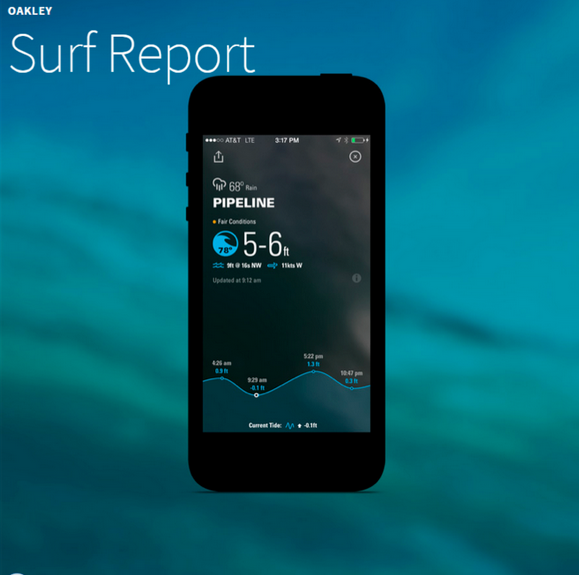 OAKLEY
Surf Report
AT&T LTE 3:17 PM
68° Rain
PIPELINE
Fair Conditions
78° 5-6ft
9ft @ 16s NW 11kts W
Updated at 9:12 am
5:22 pm
1.3 ft
4:26 am
0.9 ft
10:47 pm
0.3 ft
9:29 am
-0.1 ft
Current Tide: -0.1ft